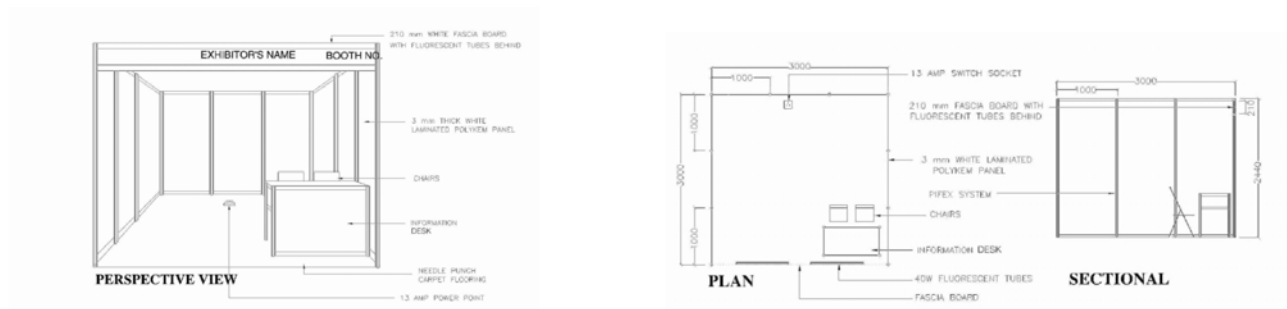 210 mm WHITE FASCIA BOARD
WITH FLUORESCENT TUBES BEHIND
EXHIBITOR'S NAME
BOOTH NO.
3 mm THICK WHITE
LAMINATED POLYKEM PANEL
CHAIRS
INFORMATION
DESK
NEEDLE PUNCH
CARPET FLOORING
13 AMP POWER POINT
PERSPECTIVE VIEW
3000
1000
13 AMP SWITCH SOCKET
3000
1000
1000
3 mm WHITE LAMINATED
POLYKEM PANEL
CHAIRS
INFORMATION DESK
40W FLUORESCENT TUBES
FASCIA BOARD
PLAN
3000
1000
210 mm FASCIA BOARD WITH
FLUORESCENT TUBES BEHIND
210
2440
PIFEX SYSTEM
SECTIONAL